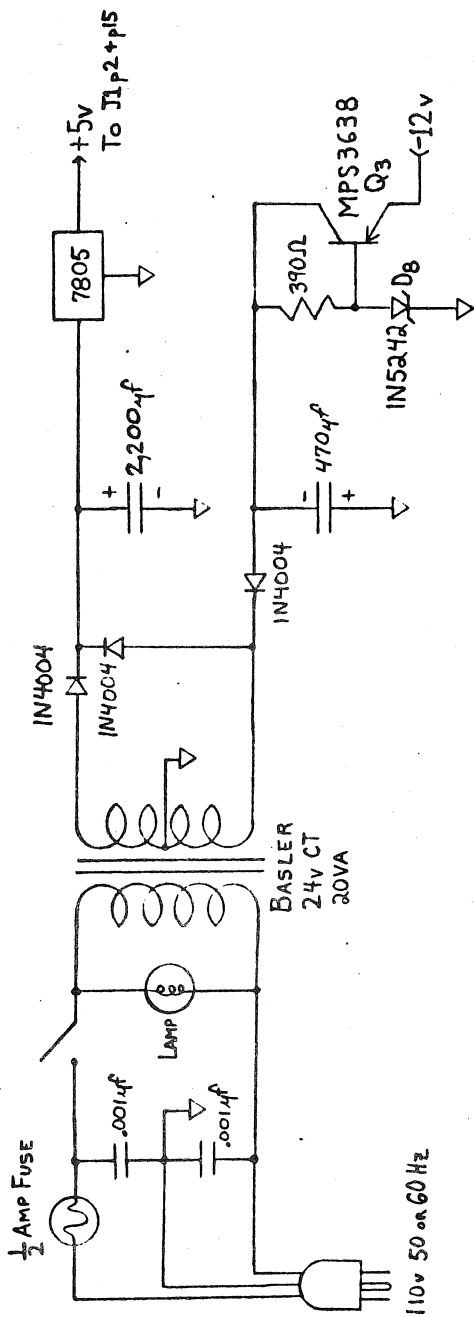 ½ AMP FUSE
.001µf
.001µf
110v 50 or 60 Hz
LAMP
BASLER
24v CT
20VA
1N4004
1N4004
1N4004
+
2,200µf
-
-
470µf
+
7805
+5v
To J1p2+p15
390Ω
1N5242
D8
MPS3638
Q3
-12v